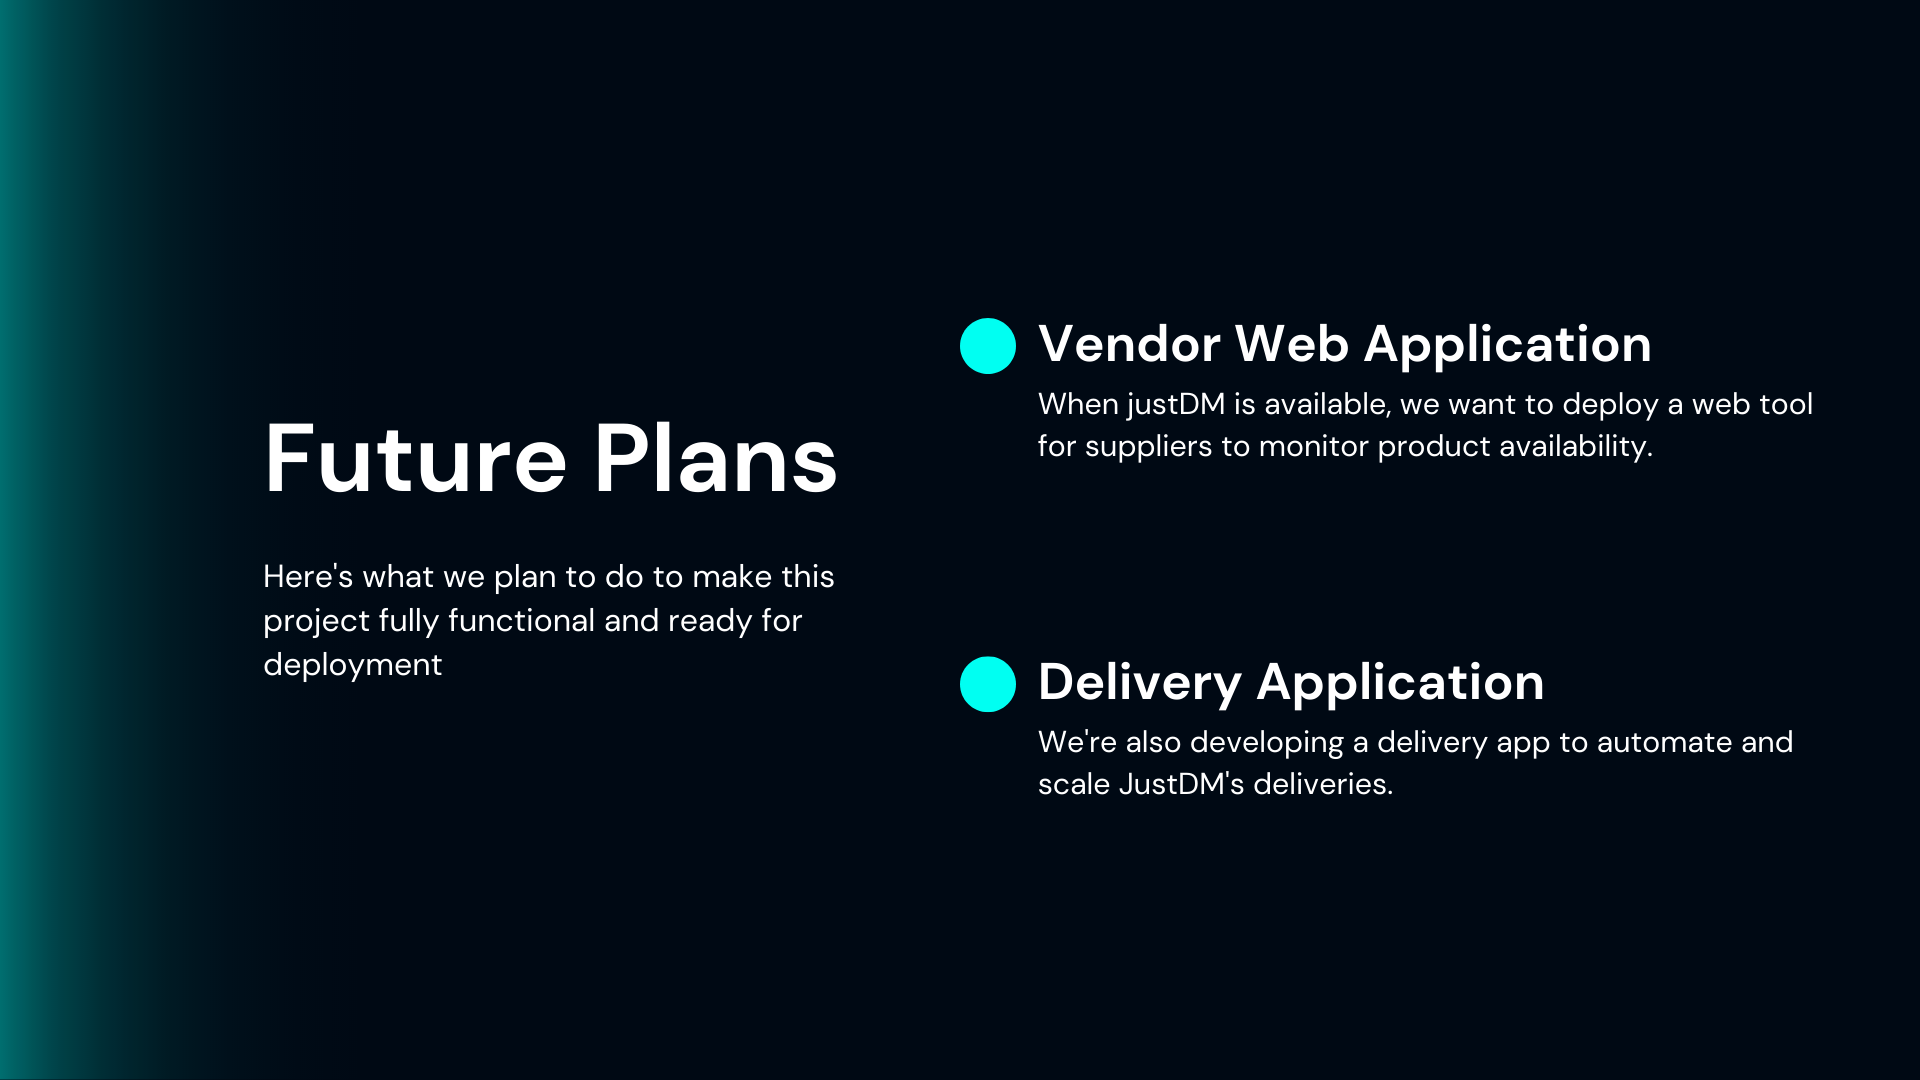 Future Plans
Here's what we plan to do to make this
project fully functional and ready for
deployment
Vendor Web Application
When justDM is available, we want to deploy a web tool
for suppliers to monitor product availability.
Delivery Application
We're also developing a delivery app to automate and
scale JustDM's deliveries.